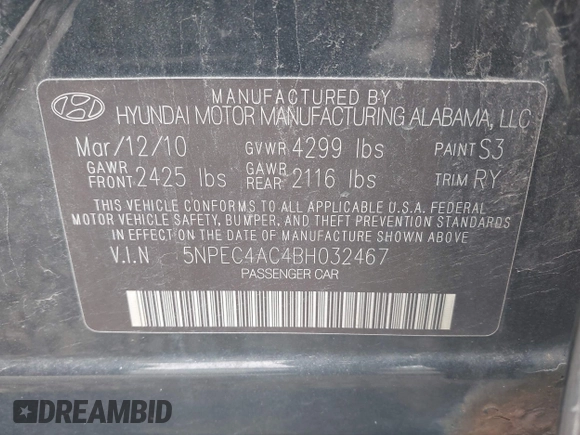 MANUFACTURED BY
HYUNDAI MOTOR MANUFACTURING ALABAMA, LLC
Mar/12/10 GVWR 4299 lbs PAINT S3
GAWR FRONT 2425 lbs GAWR REAR 2116 lbs TRIM RY
THIS VEHICLE CONFORMS TO ALL APPLICABLE U.S.A. FEDERAL
MOTOR VEHICLE SAFETY, BUMPER, AND THEFT PREVENTION STANDARDS
IN EFFECT ON THE DATE OF MANUFACTURE SHOWN ABOVE.
V.I.N 5NPEC4AC4BH032467
PASSENGER CAR
DREAMBID